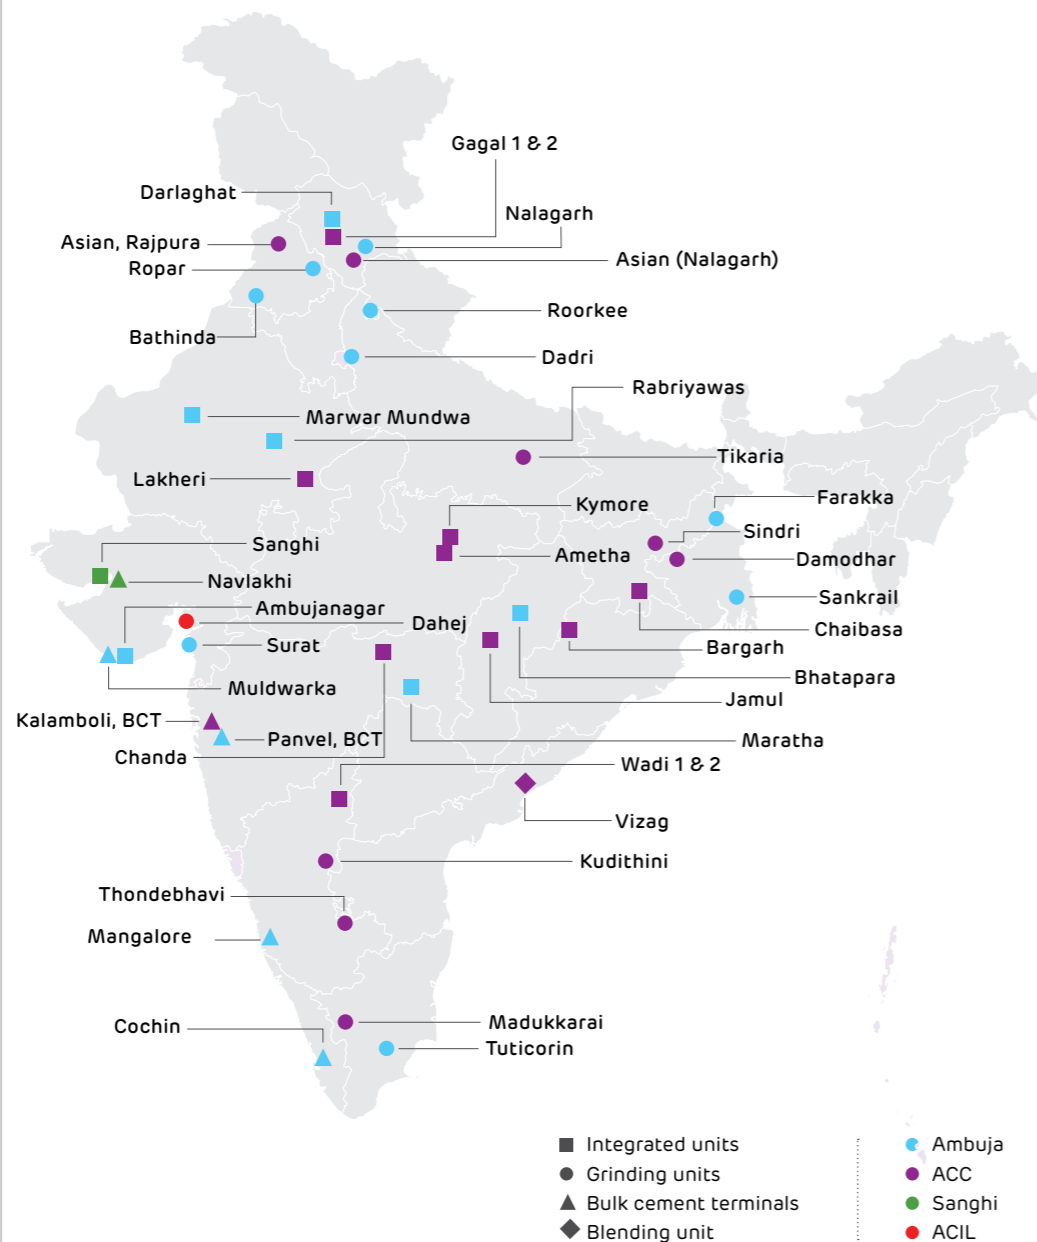 Gagal 1 & 2
Darlaghat
Nalagarh
Asian, Rajpura
Asian (Nalagarh)
Ropar
Roorkee
Bathinda
Dadri
Rabriyawas
Marwar Mundwa
Tikaria
Lakheri
Farakka
Kymore
Sindri
Sanghi
Ametha
Damodhar
Navlakhi
Sankrail
Ambujanagar
Dahej
Chaibasa
Surat
Bargarh
Bhatapara
Muldwarka
Jamul
Kalamboli, BCT
Panvel, BCT
Maratha
Chanda
Wadi 1 & 2
Vizag
Kudithini
Thondebhavi
Mangalore
Madukkarai
Cochin
Tuticorin
Integrated units
Ambuja
Grinding units
ACC
Bulk cement terminals
Sanghi
Blending unit
ACIL